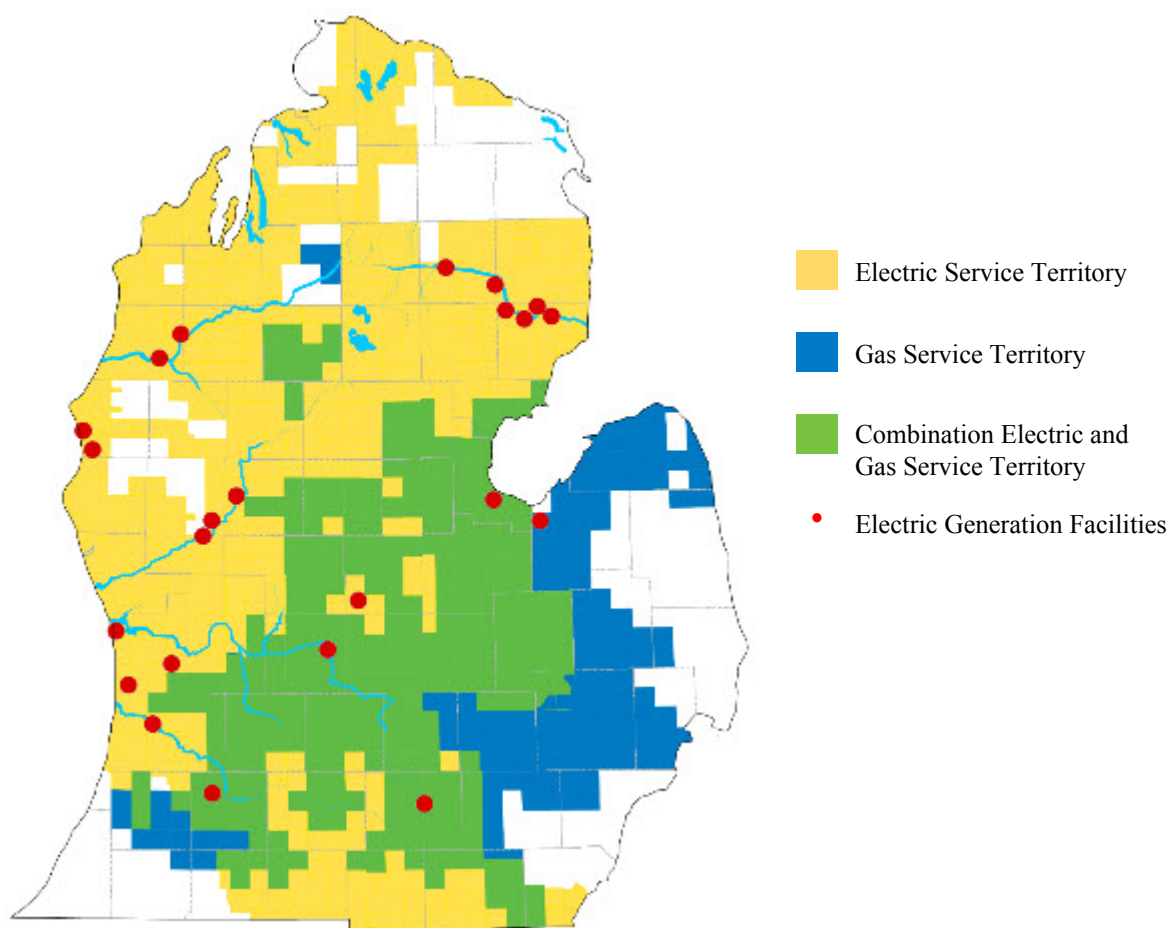 Electric Service Territory
Gas Service Territory
Combination Electric and
Gas Service Territory
Electric Generation Facilities